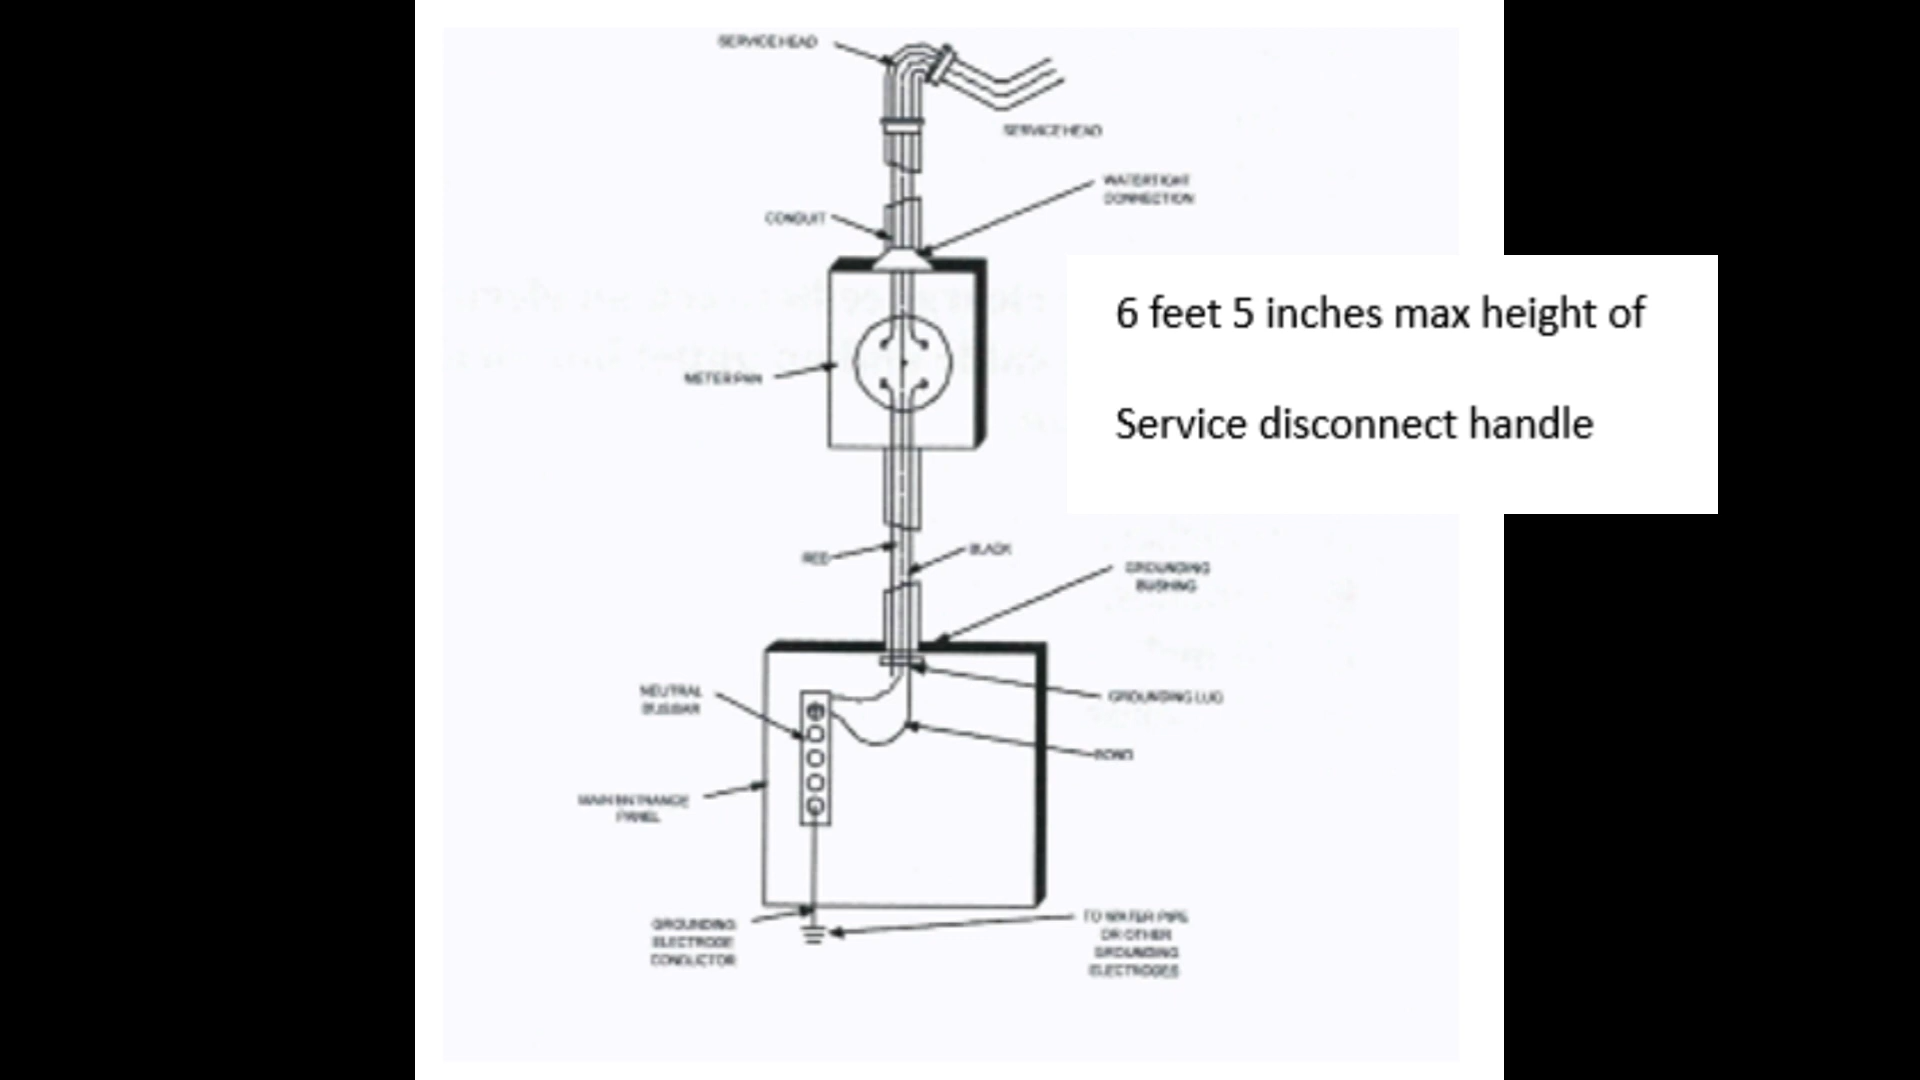 SERVICE HEAD
SERVICE HEAD
WATERTIGHT
CONNECTION
CONDUIT
6 feet 5 inches max height of
METER PAN
Service disconnect handle
RED
BLACK
GROUNDING
BUSHING
NEUTRAL
BUSBAR
GROUNDING LUG
BOND
MAIN ENTRANCE
PANEL
GROUNDING
ELECTRODE
CONDUCTOR
TO WATER PIPE
OR OTHER
GROUNDING
ELECTRODES